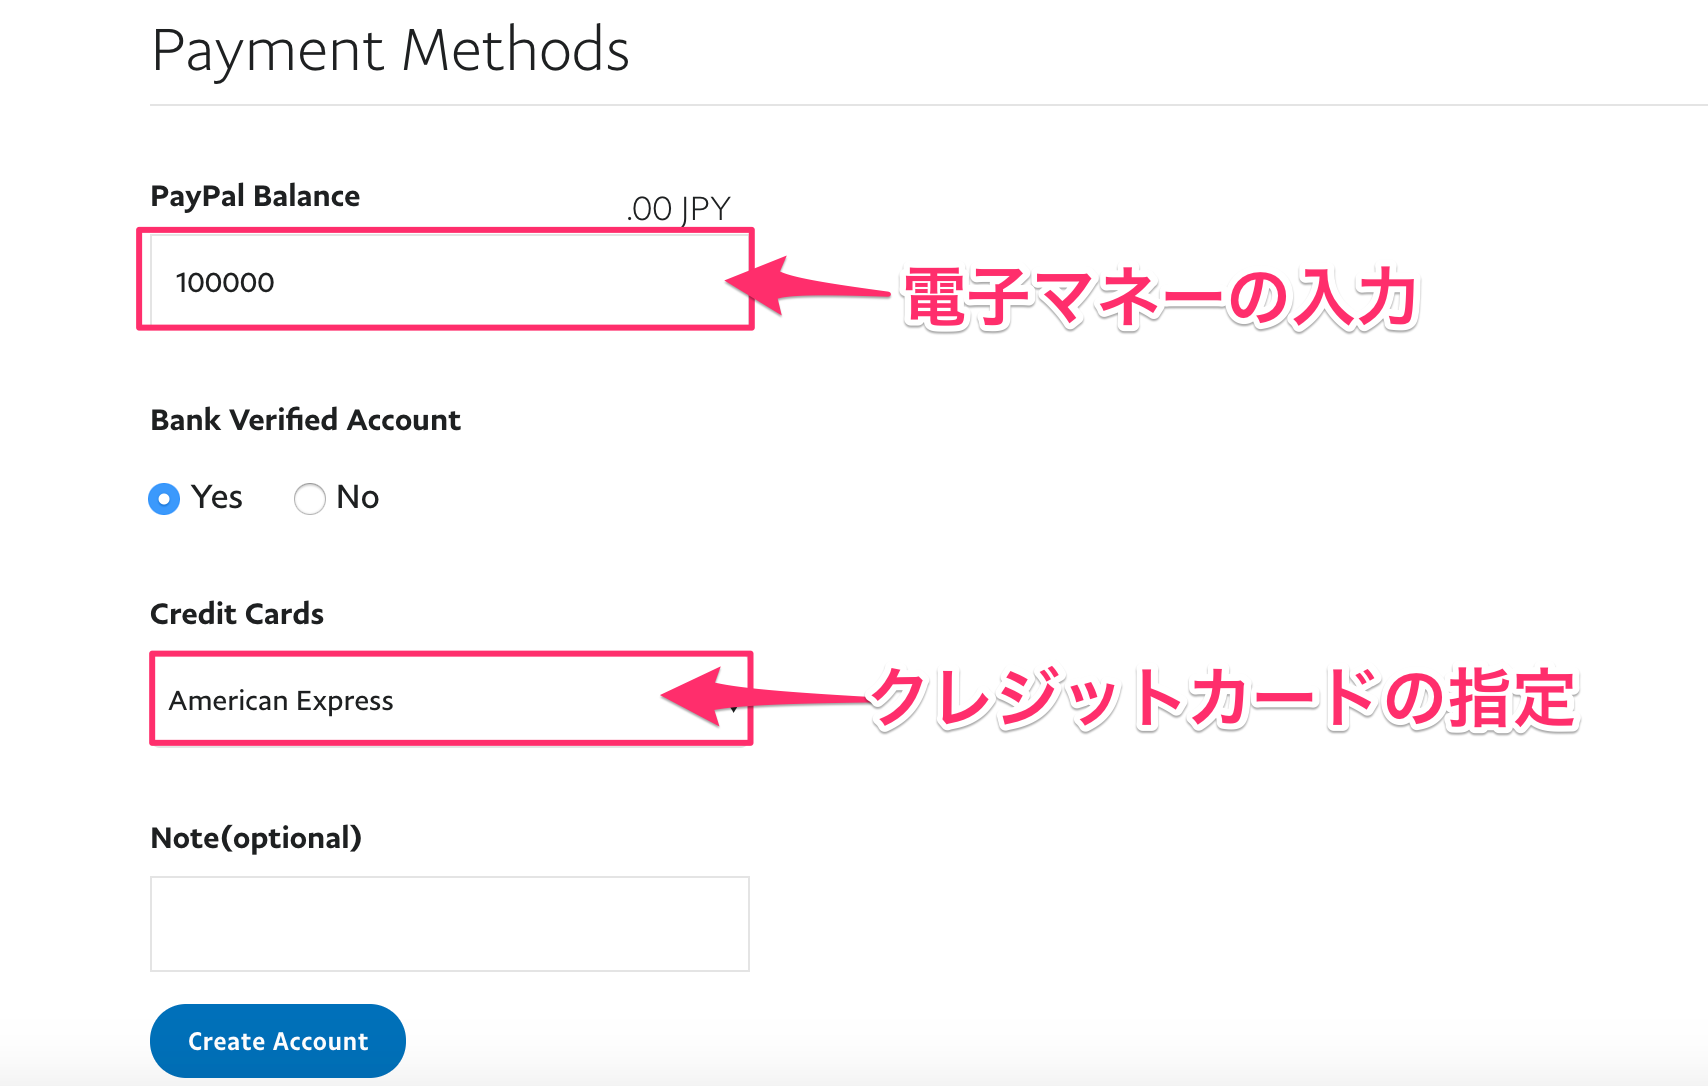 Payment Methods
PayPal Balance
.00 JPY
100000
電子マネーの入力
Bank Verified Account
Yes
No
Credit Cards
American Express
クレジットカードの指定
Note(optional)
Create Account